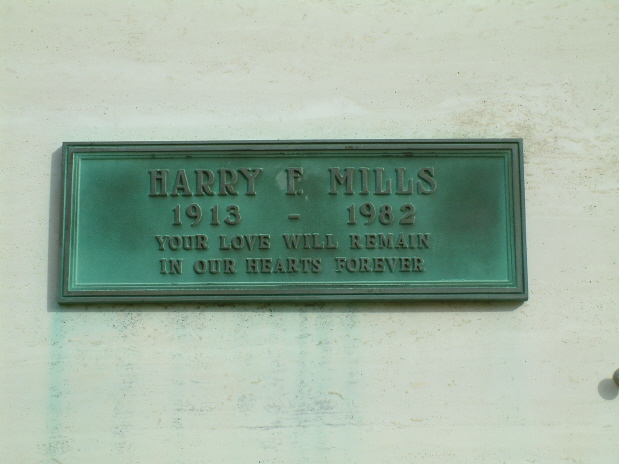 HARRY F. MILLS
1913 - 1982
YOUR LOVE WILL REMAIN
IN OUR HEARTS FOREVER